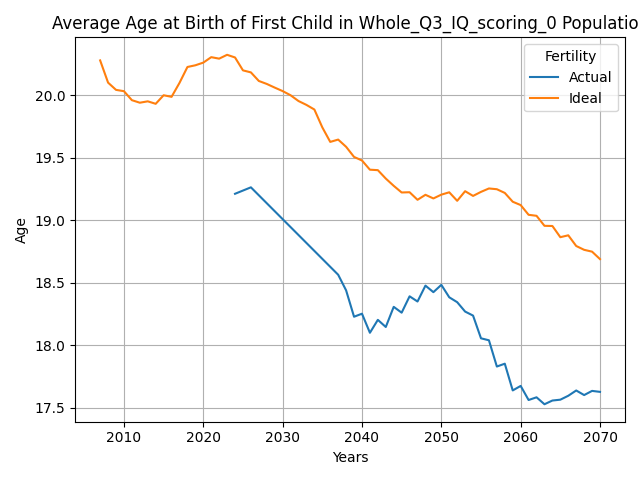 Average Age at Birth of First Child in Whole_Q3_IQ_scoring_0 Populatio
Fertility
Actual
Ideal
Age
20.0
19.5
19.0
18.5
18.0
17.5
2010 2020 2030 2040 2050 2060 2070
Years